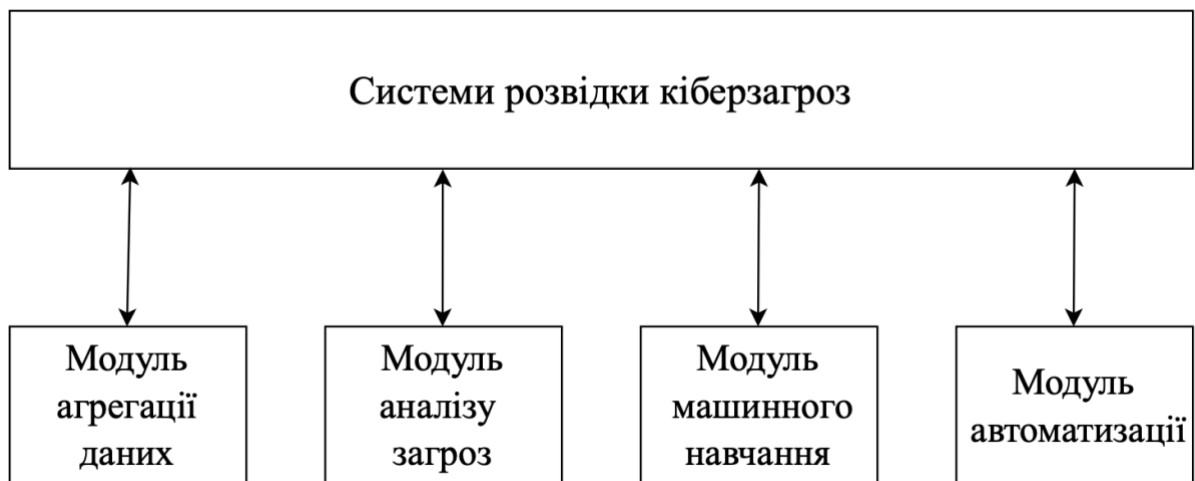 Системи розвідки кіберзагроз
Модуль
агрегації
даних
Модуль
аналізу
загроз
Модуль
машинного
навчання
Модуль
автоматизації